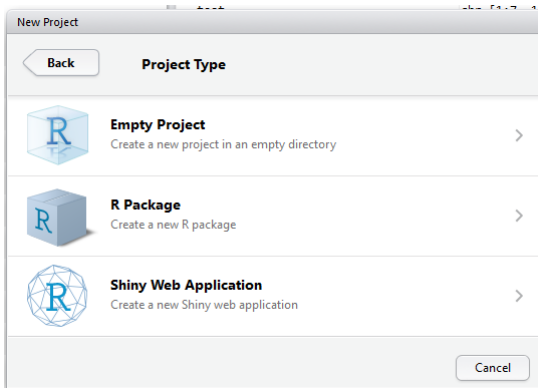 New Project
Back
Project Type
R
Empty Project
Create a new project in an empty directory
R
R Package
Create a new R package
R
Shiny Web Application
Create a new Shiny web application
Cancel